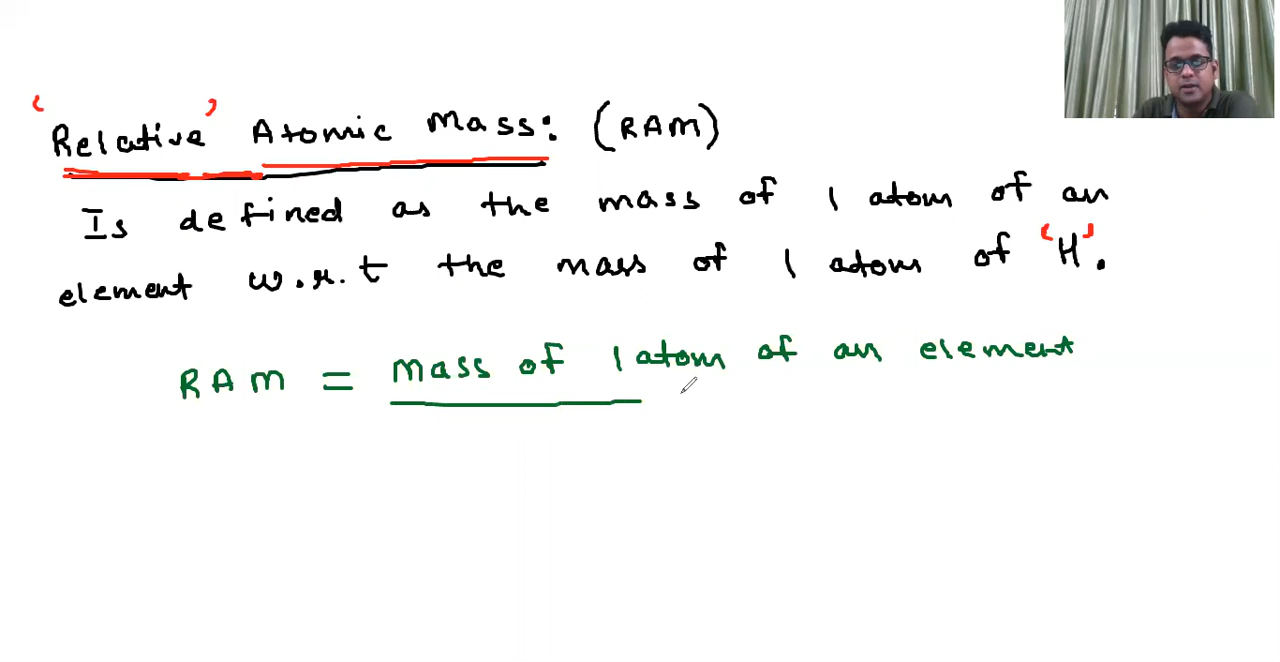 'Relative' Atomic Mass: (RAM)
Is defined as the mass of 1 atom of an
element w.r.t the mass of 1 atom of 'H'.
RAM = mass of 1 atom of an element